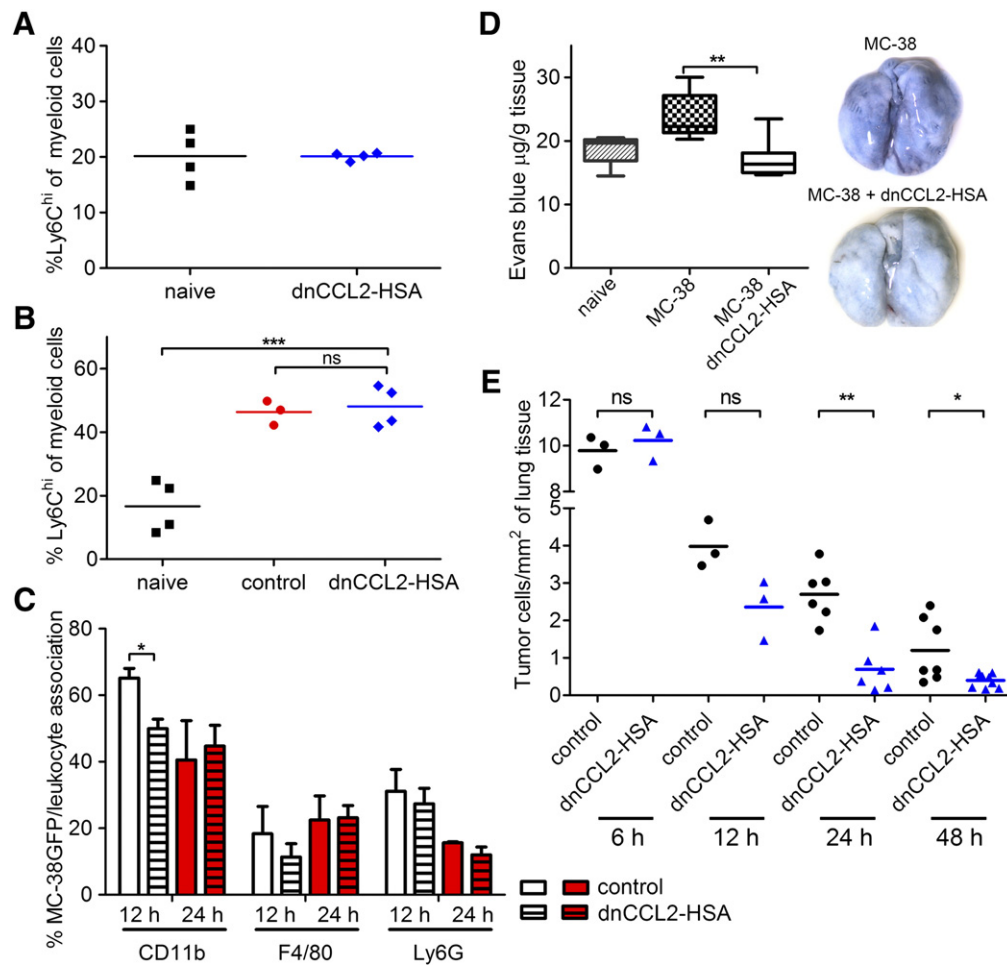 A
%Ly6Chi of myeloid cells
40
30
20
10
0
naive
dnCCL2-HSA
B
% Ly6Chi of myeloid cells
60
40
20
0
***
ns
naive
control
dnCCL2-HSA
C
% MC-38GFP/leukocyte association
80
60
40
20
0
*
12 h
24 h
12 h
24 h
12 h
24 h
CD11b
F4/80
Ly6G
control
dnCCL2-HSA
D
Evans blue µg/g tissue
30
20
10
0
**
naive
MC-38
MC-38
dnCCL2-HSA
MC-38
MC-38 + dnCCL2-HSA
E
Tumor cells/mm2 of lung tissue
12
10
8
5
4
3
2
1
0
ns
ns
**
*
control
dnCCL2-HSA
control
dnCCL2-HSA
control
dnCCL2-HSA
control
dnCCL2-HSA
6 h
12 h
24 h
48 h